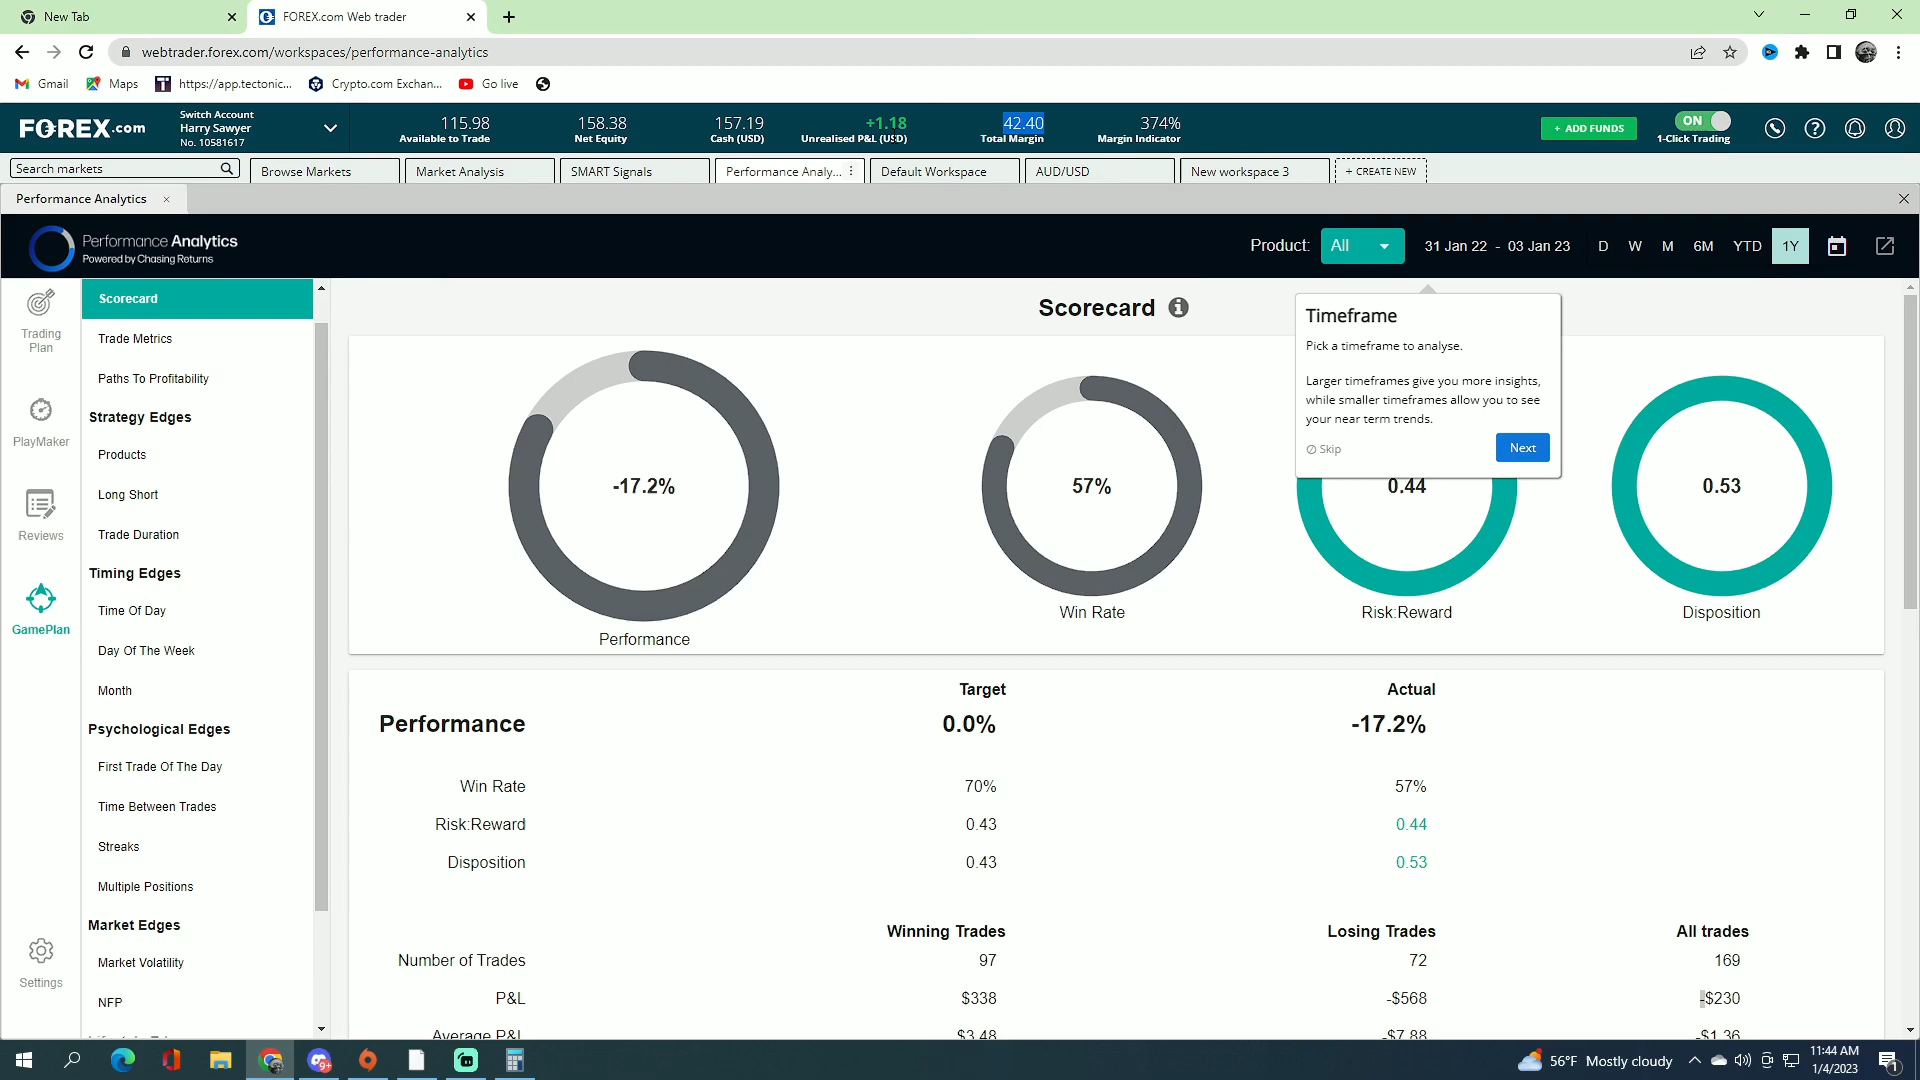 New Tab
FOREX.com Web trader
webtrader.forex.com/workspaces/performance-analytics
Gmail
Maps
https://app.tectonic...
Crypto.com Exchan...
Go live
FOREX.com
Switch Account
Harry Sawyer
No. 10581617
115.98
Available to Trade
158.38
Net Equity
157.19
Cash (USD)
+1.18
Unrealised P&L (USD)
42.40
Total Margin
374%
Margin Indicator
+ ADD FUNDS
ON
1-Click Trading
Search markets
Browse Markets
Market Analysis
SMART Signals
Performance Analy...
Default Workspace
AUD/USD
New workspace 3
+ CREATE NEW
Performance Analytics
Performance Analytics
Powered by Chasing Returns
Product:
All
31 Jan 22 - 03 Jan 23
D
W
M
6M
YTD
1Y
Trading
Plan
PlayMaker
Reviews
GamePlan
Settings
Scorecard
Trade Metrics
Paths To Profitability
Strategy Edges
Products
Long Short
Trade Duration
Timing Edges
Time Of Day
Day Of The Week
Month
Psychological Edges
First Trade Of The Day
Time Between Trades
Streaks
Multiple Positions
Market Edges
Market Volatility
NFP
Scorecard
Timeframe
Pick a timeframe to analyse.
Larger timeframes give you more insights,
while smaller timeframes allow you to see
your near term trends.
Skip
Next
-17.2%
Performance
57%
Win Rate
0.44
Risk:Reward
0.53
Disposition
Target
Actual
Performance
0.0%
-17.2%
Win Rate
70%
57%
Risk:Reward
0.43
0.44
Disposition
0.43
0.53
Winning Trades
Losing Trades
All trades
Number of Trades
97
72
169
P&L
$338
-$568
-$230
Average P&L
$3.48
-$7.88
-$1.36
9+
56°F Mostly cloudy
11:44 AM
1/4/2023
1